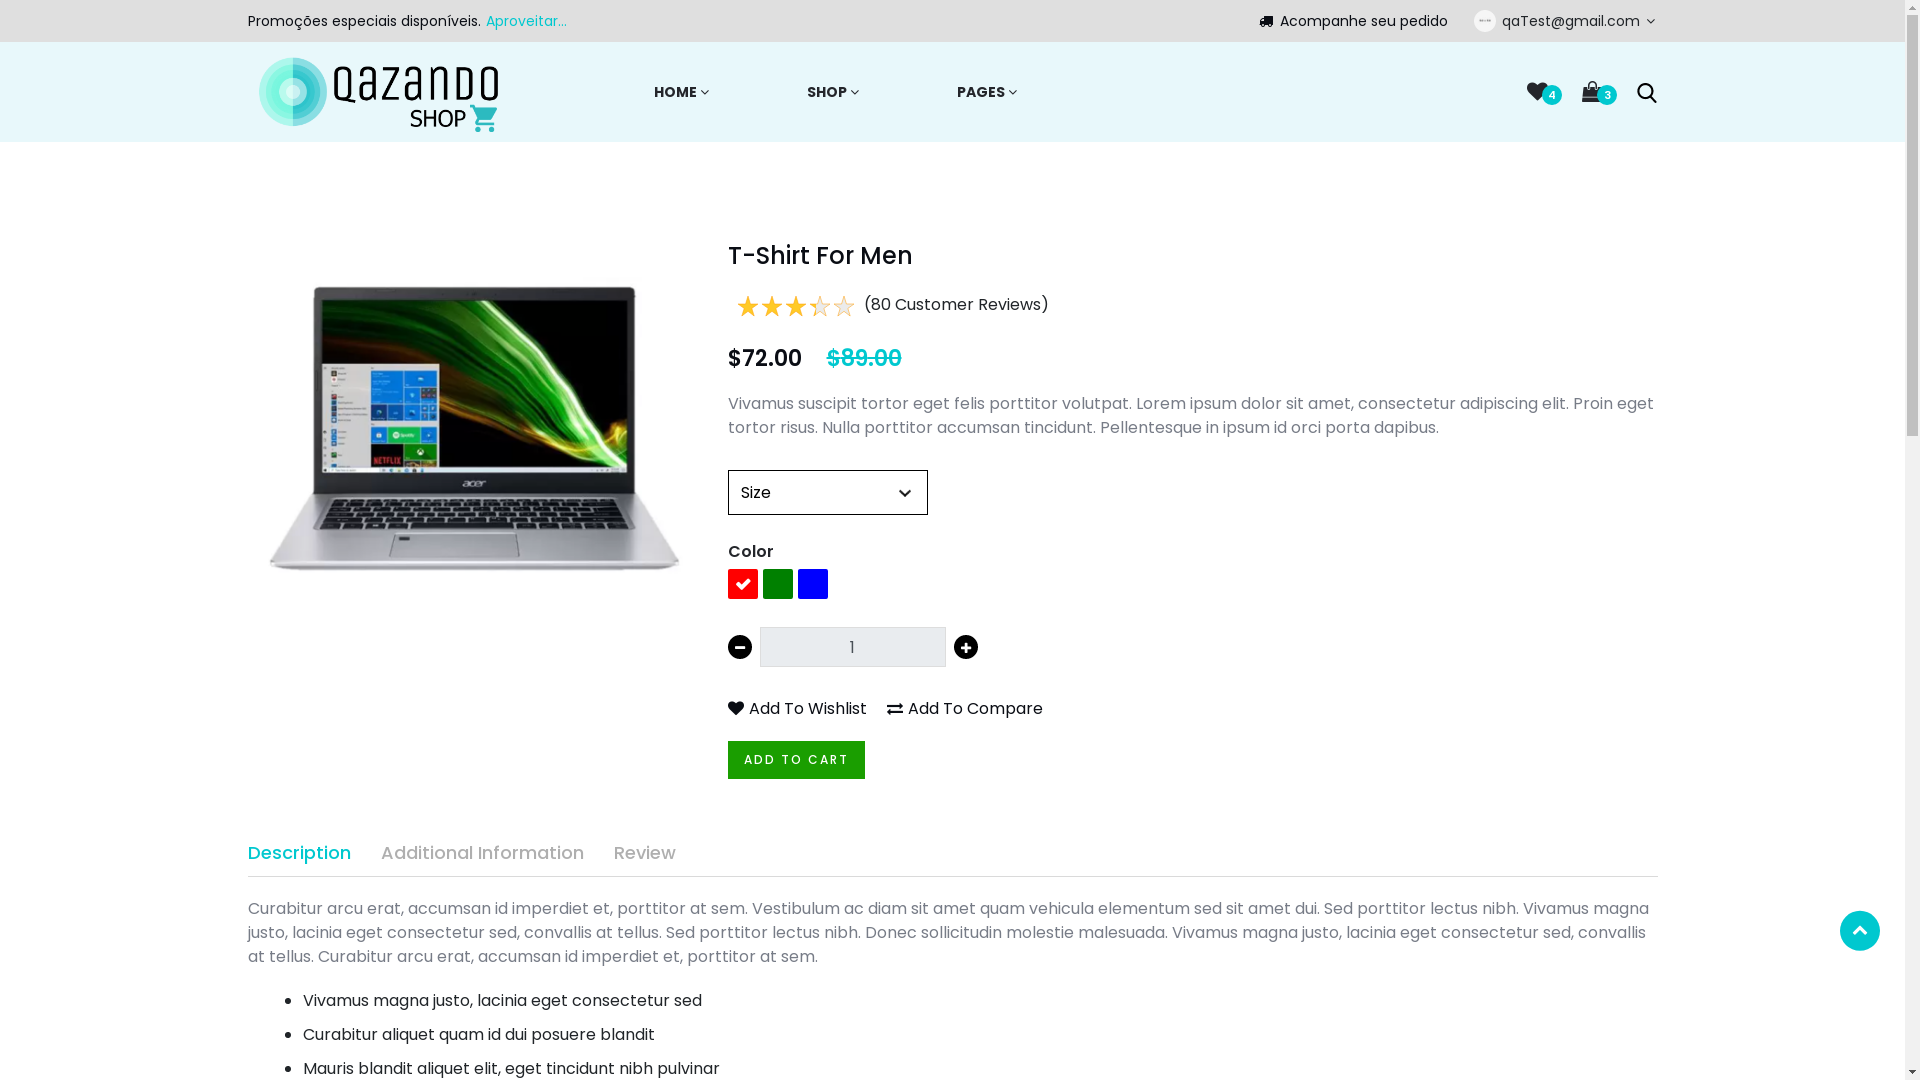 Promoções especiais disponíveis. Aproveitar...
Acompanhe seu pedido
qaTest@gmail.com
QAZANDO
SHOP
HOME
SHOP
PAGES
4
3
T-Shirt For Men
(80 Customer Reviews)
$72.00 $89.00
Vivamus suscipit tortor eget felis porttitor volutpat. Lorem ipsum dolor sit amet, consectetur adipiscing elit. Proin eget
tortor risus. Nulla porttitor accumsan tincidunt. Pellentesque in ipsum id orci porta dapibus.
NETFLIX
acer
Size
Color
1
Add To Wishlist
Add To Compare
ADD TO CART
Description
Additional Information
Review
Curabitur arcu erat, accumsan id imperdiet et, porttitor at sem. Vestibulum ac diam sit amet quam vehicula elementum sed sit amet dui. Sed porttitor lectus nibh. Vivamus magna
justo, lacinia eget consectetur sed, convallis at tellus. Sed porttitor lectus nibh. Donec sollicitudin molestie malesuada. Vivamus magna justo, lacinia eget consectetur sed, convallis
at tellus. Curabitur arcu erat, accumsan id imperdiet et, porttitor at sem.
Vivamus magna justo, lacinia eget consectetur sed
Curabitur aliquet quam id dui posuere blandit
Mauris blandit aliquet elit, eget tincidunt nibh pulvinar